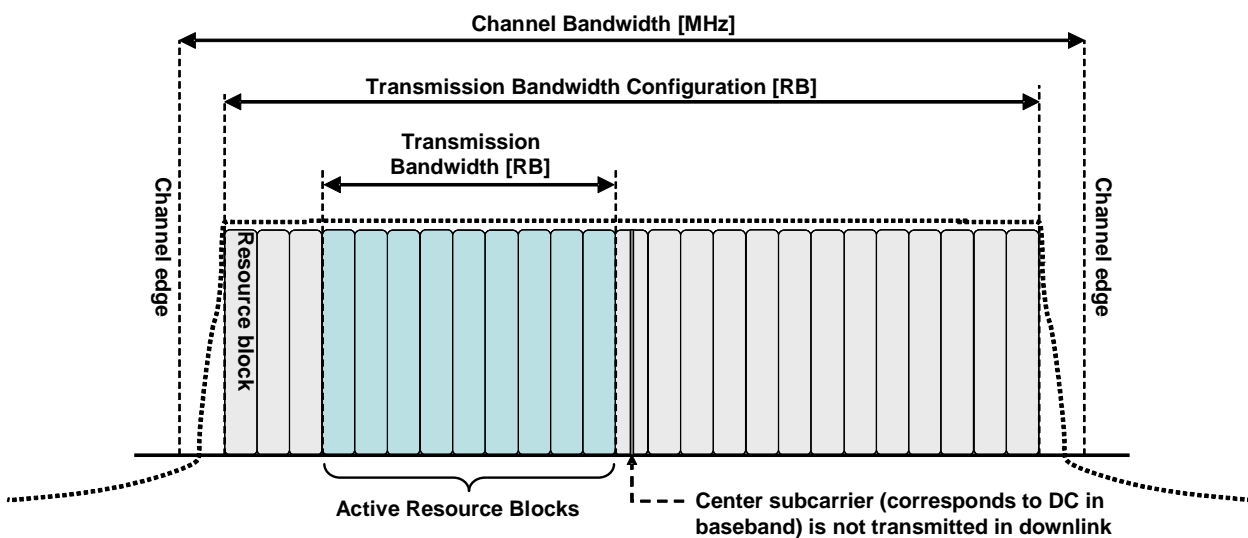 Channel Bandwidth [MHz]
Transmission Bandwidth Configuration [RB]
Transmission
Bandwidth [RB]
Channel edge
Channel edge
Resource block
Active Resource Blocks
Center subcarrier (corresponds to DC in
baseband) is not transmitted in downlink